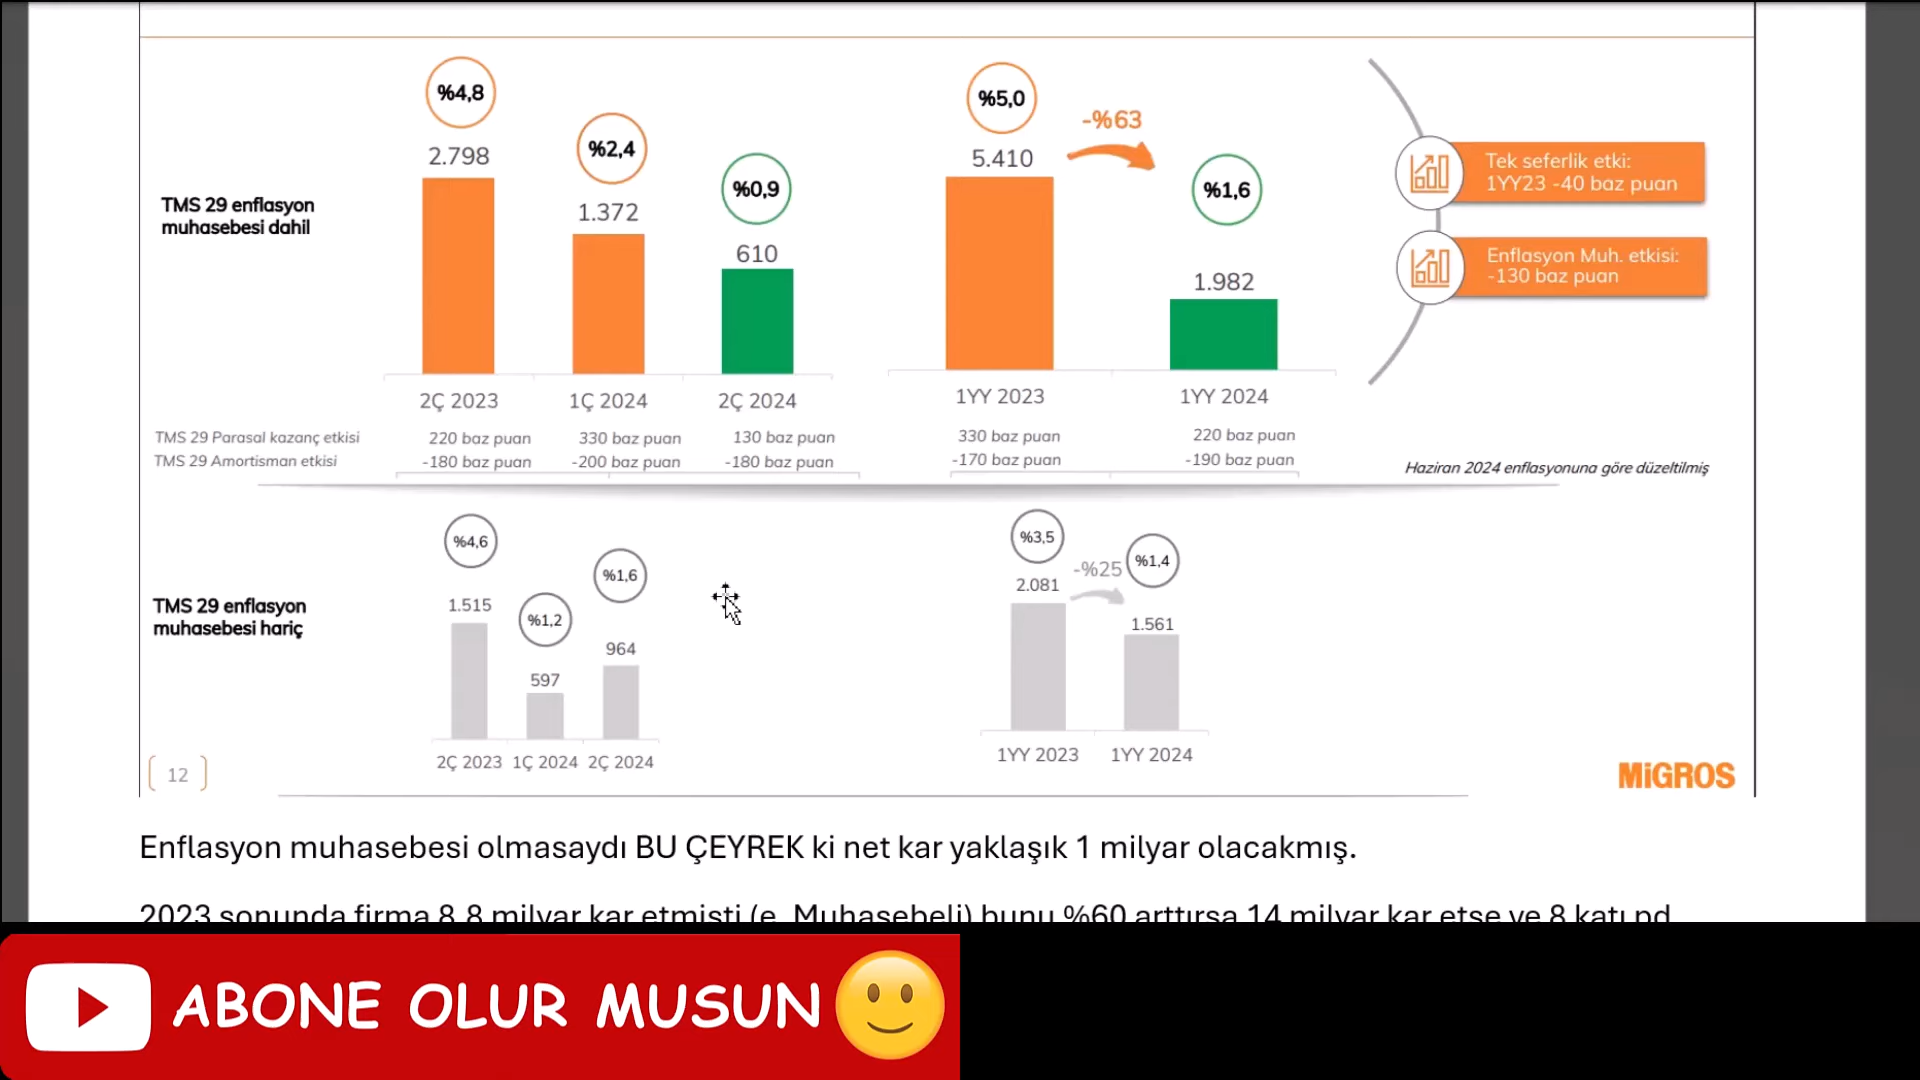 %4,8
2.798
%2,4
1.372
%0,9
610
TMS 29 enflasyon
muhasebesi dahil
2Ç 2023 1Ç 2024 2Ç 2024
%5,0
5.410
-%63
%1,6
1.982
1YY 2023 1YY 2024
Tek seferlik etki:
1YY23 -40 baz puan
Enflasyon Muh. etkisi:
-130 baz puan
TMS 29 Parasal kazanç etkisi 220 baz puan 330 baz puan 130 baz puan 330 baz puan 220 baz puan
TMS 29 Amortisman etkisi -180 baz puan -200 baz puan -180 baz puan -170 baz puan -190 baz puan
Haziran 2024 enflasyonuna göre düzeltilmiş
TMS 29 enflasyon
muhasebesi hariç
%4,6
1.515
%1,2
597
%1,6
964
2Ç 2023 1Ç 2024 2Ç 2024
%3,5
2.081
-%25
%1,4
1.561
1YY 2023 1YY 2024
12
MiGROS
Enflasyon muhasebesi olmasaydı BU ÇEYREK ki net kar yaklaşık 1 milyar olacakmış.
2023 sonunda firma 8,8 milyar kar etmişti (e. Muhasebeli) bunu %60 arttırsa 14 milyar kar etse ve 8 katı pd
ABONE OLUR MUSUN